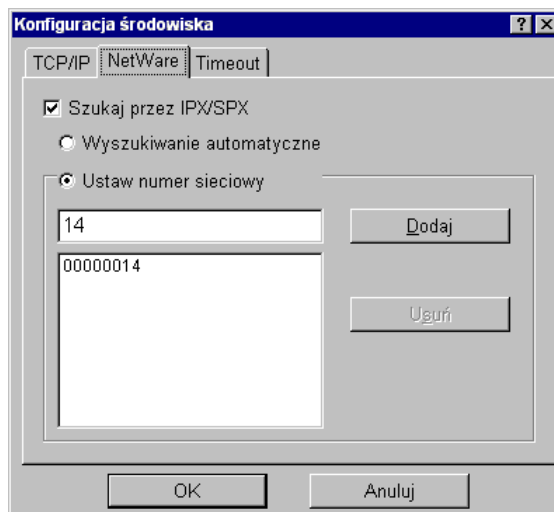 Konfiguracja środowiska
TCP/IP NetWare Timeout
Szukaj przez IPX/SPX
Wyszukiwanie automatyczne
Ustaw numer sieciowy
14 Dodaj
00000014
Usuń
OK Anuluj